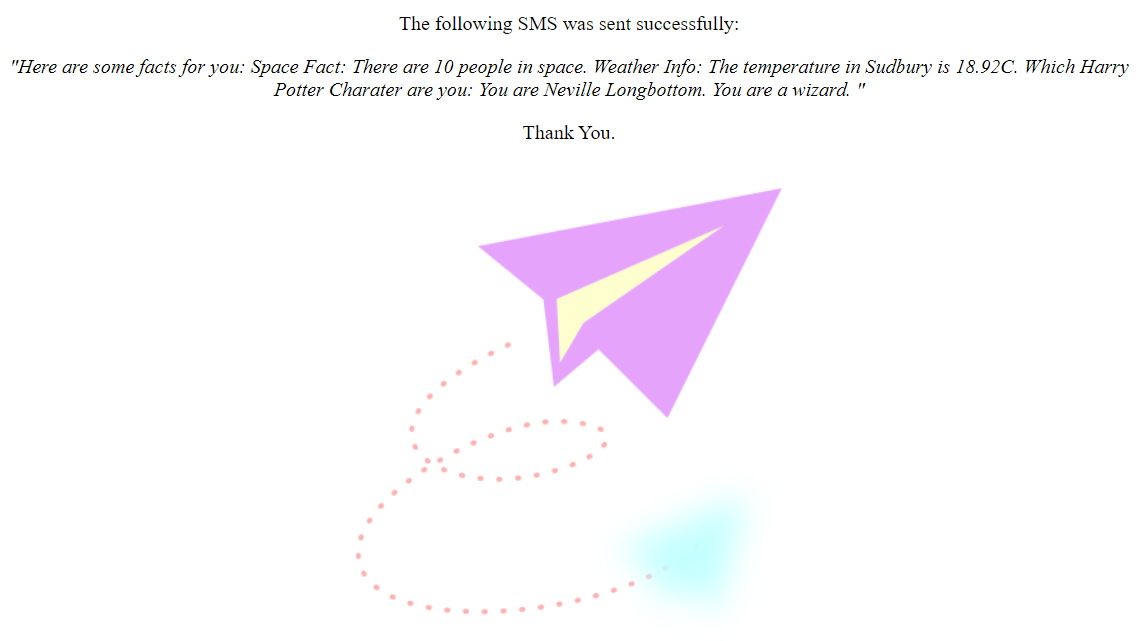 The following SMS was sent successfully:
"Here are some facts for you: Space Fact: There are 10 people in space. Weather Info: The temperature in Sudbury is 18.92C. Which Harry
Potter Charater are you: You are Neville Longbottom. You are a wizard. "
Thank You.